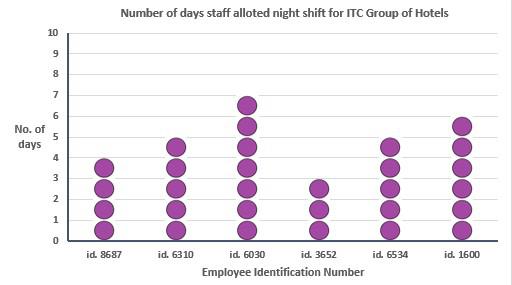 Number of days staff alloted night shift for ITC Group of Hotels
10
9
8
7
6
5
4
3
2
1
0
No. of
days
id. 8687 id. 6310 id. 6030 id. 3652 id. 6534 id. 1600
Employee Identification Number